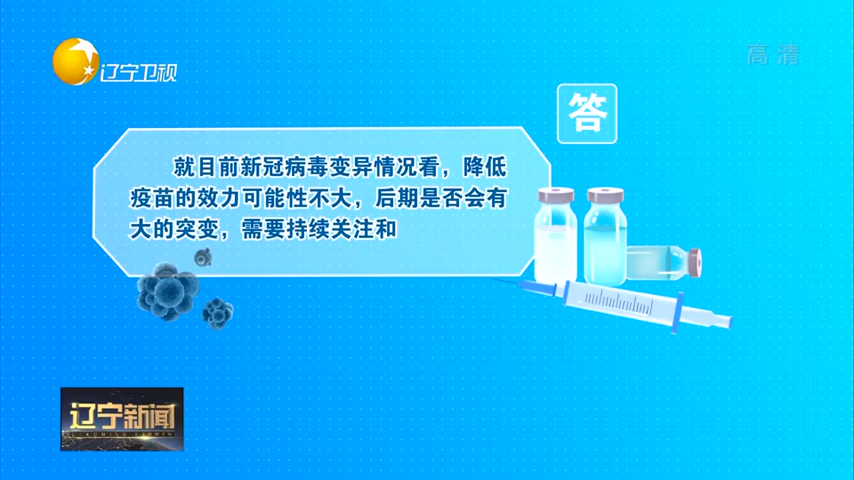 辽宁卫视
高清
答
就目前新冠病毒变异情况看，降低
疫苗的效力可能性不大，后期是否会有
大的突变，需要持续关注和
辽宁新闻
LIAONING XINWEN